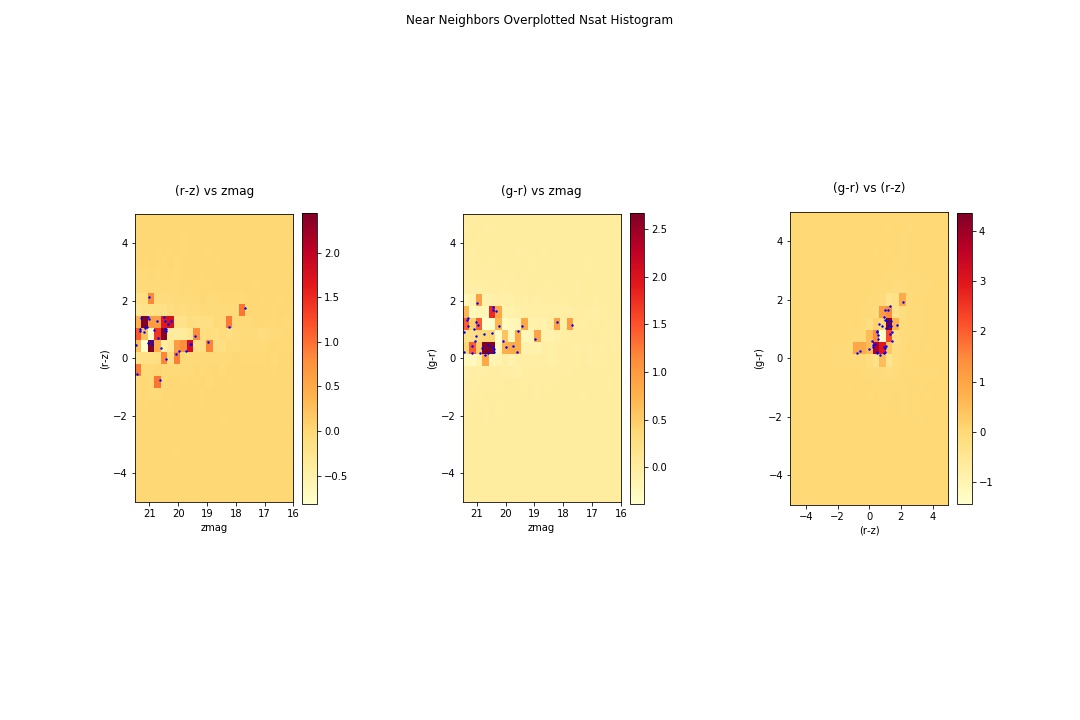 Near Neighbors Overplotted Nsat Histogram
(r-z) vs zmag
(r-z)
4
2
0
−2
−4
21 20 19 18 17 16
zmag
2.0
1.5
1.0
0.5
0.0
−0.5
(g-r) vs zmag
(g-r)
4
2
0
−2
−4
21 20 19 18 17 16
zmag
2.5
2.0
1.5
1.0
0.5
0.0
(g-r) vs (r-z)
(g-r)
4
2
0
−2
−4
−4 −2 0 2 4
(r-z)
4
3
2
1
0
−1